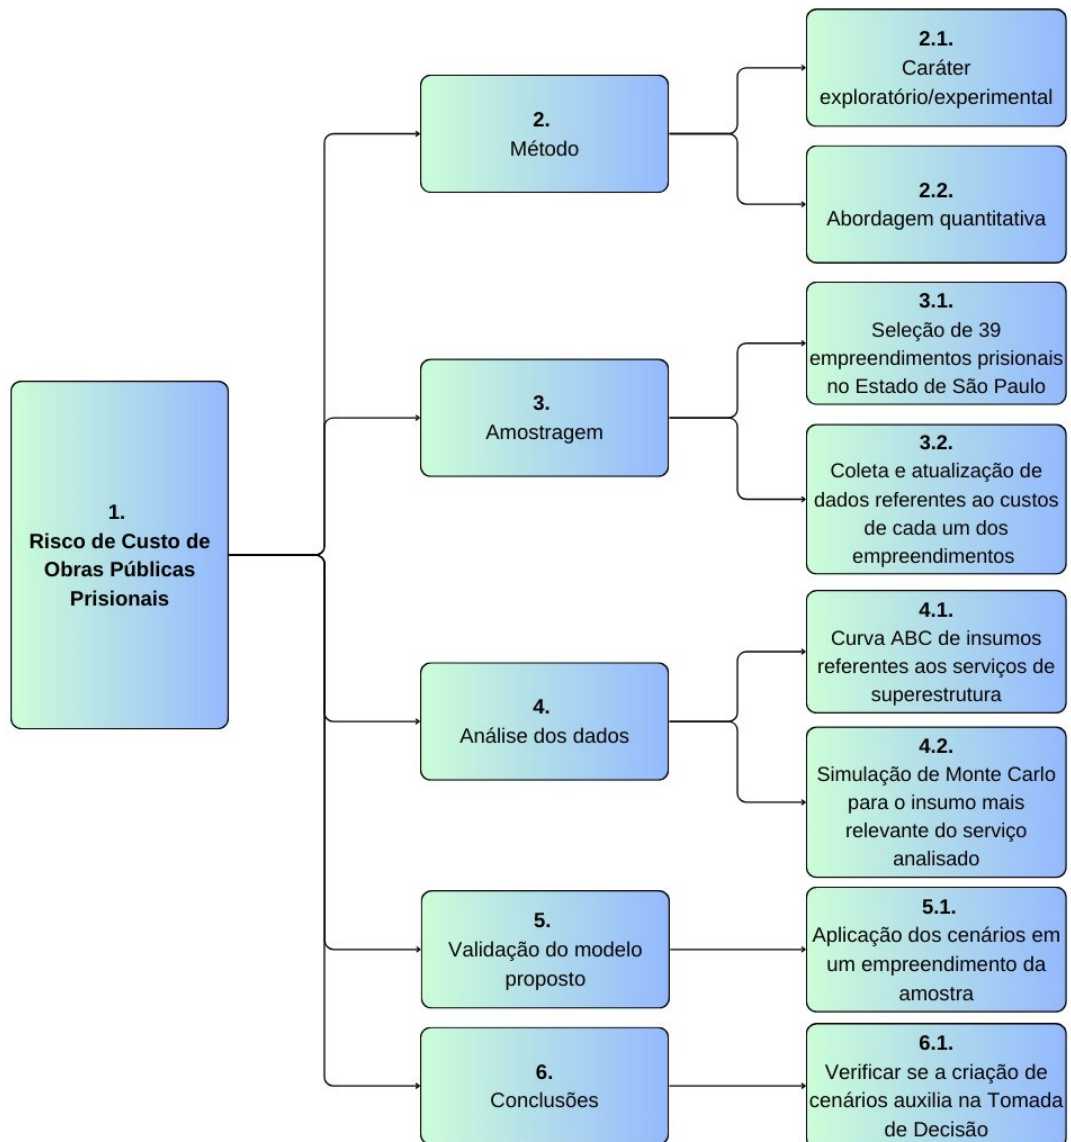 1.
Risco de Custo de
Obras Públicas
Prisionais
2.
Método
2.1.
Caráter
exploratório/experimental
2.2.
Abordagem quantitativa
3.
Amostragem
3.1.
Seleção de 39
empreendimentos prisionais
no Estado de São Paulo
3.2.
Coleta e atualização de
dados referentes ao custos
de cada um dos
empreendimentos
4.
Análise dos dados
4.1.
Curva ABC de insumos
referentes aos serviços de
superestrutura
4.2.
Simulação de Monte Carlo
para o insumo mais
relevante do serviço
analisado
5.
Validação do modelo
proposto
5.1.
Aplicação dos cenários em
um empreendimento da
amostra
6.
Conclusões
6.1.
Verificar se a criação de
cenários auxilia na Tomada
de Decisão